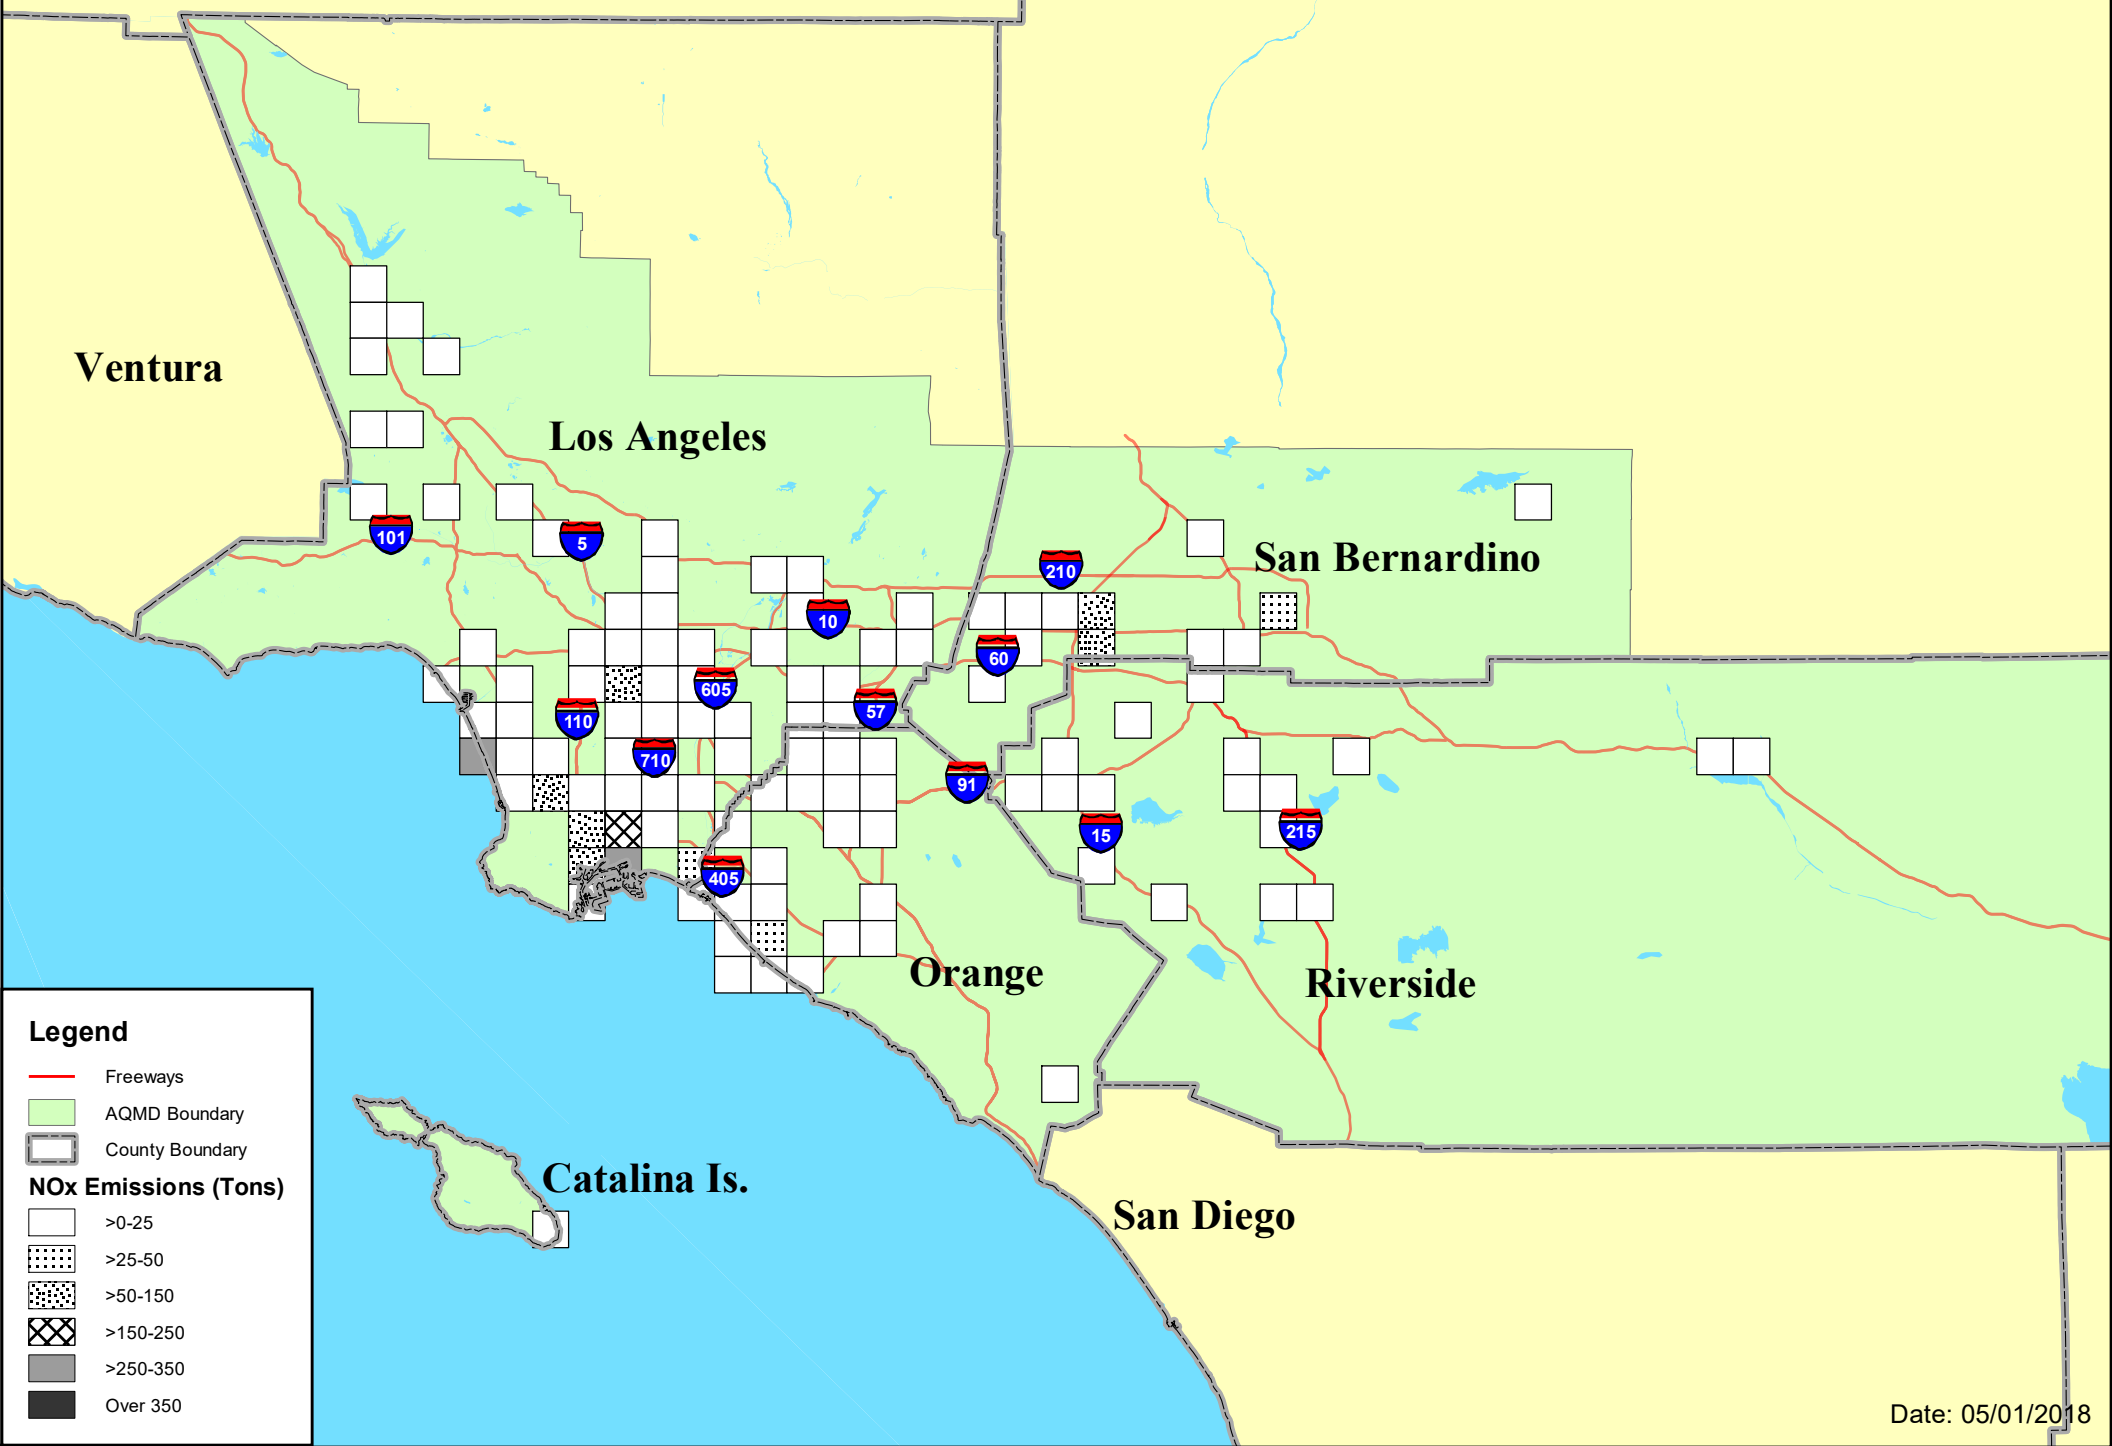 Ventura
Los Angeles
101
5
210
San Bernardino
10
60
605
57
110
710
91
15
215
405
Orange
Riverside
Legend
Freeways
AQMD Boundary
County Boundary
NOx Emissions (Tons)
>0-25
>25-50
>50-150
>150-250
>250-350
Over 350
Catalina Is.
San Diego
Date: 05/01/2018